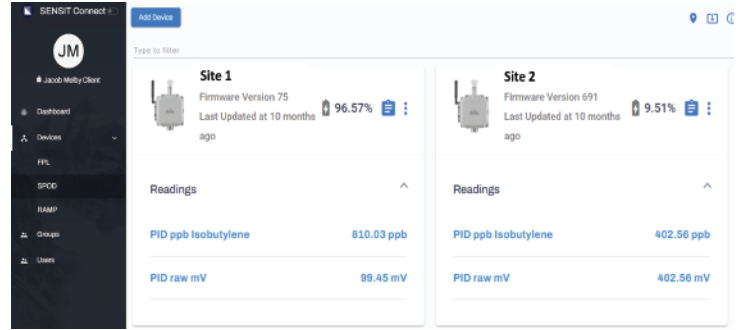 SENSIT Connect
JM
Jacob Melby Client
Dashboard
Devices
FPL
SPOD
RAMP
Groups
Users
Add Device
Type to filter
Site 1
Firmware Version 75
Last Updated at 10 months
ago
96.57%
Readings
PID ppb Isobutylene 810.03 ppb
PID raw mV 99.45 mV
Site 2
Firmware Version 691
Last Updated at 10 months
ago
9.51%
Readings
PID ppb Isobutylene 402.56 ppb
PID raw mV 402.56 mV